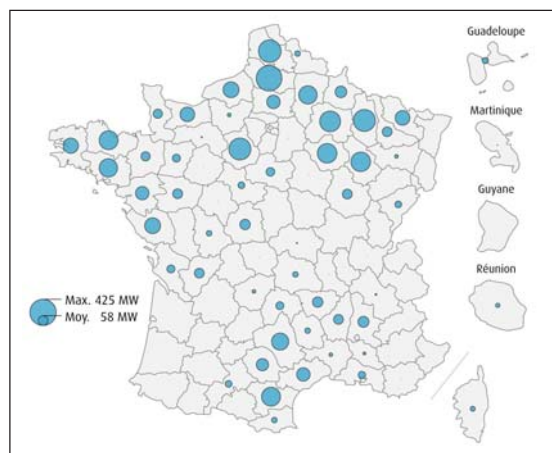 Guadeloupe
Martinique
Guyane
Réunion
Max. 425 MW
Moy. 58 MW